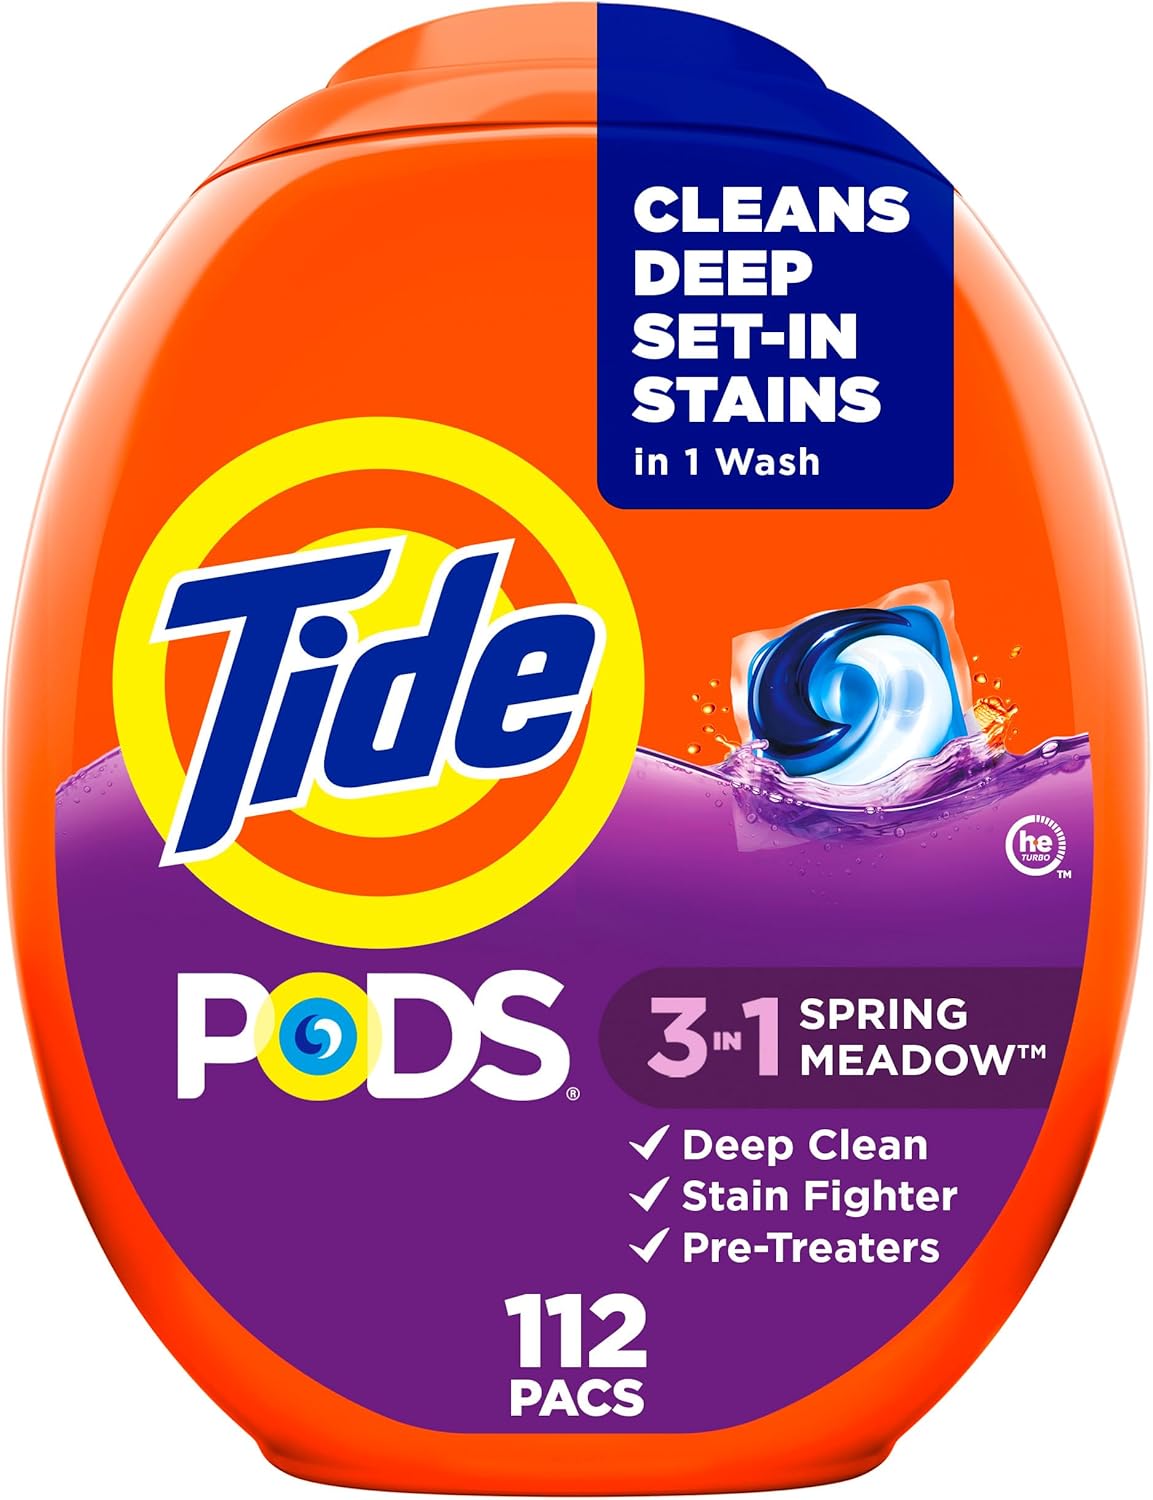 CLEANS
DEEP
SET-IN
STAINS
in 1 Wash
Tide
he
TURBO
TM
PODS®
3 IN 1 SPRING
MEADOW™
✓ Deep Clean
✓ Stain Fighter
✓ Pre-Treaters
112
PACS